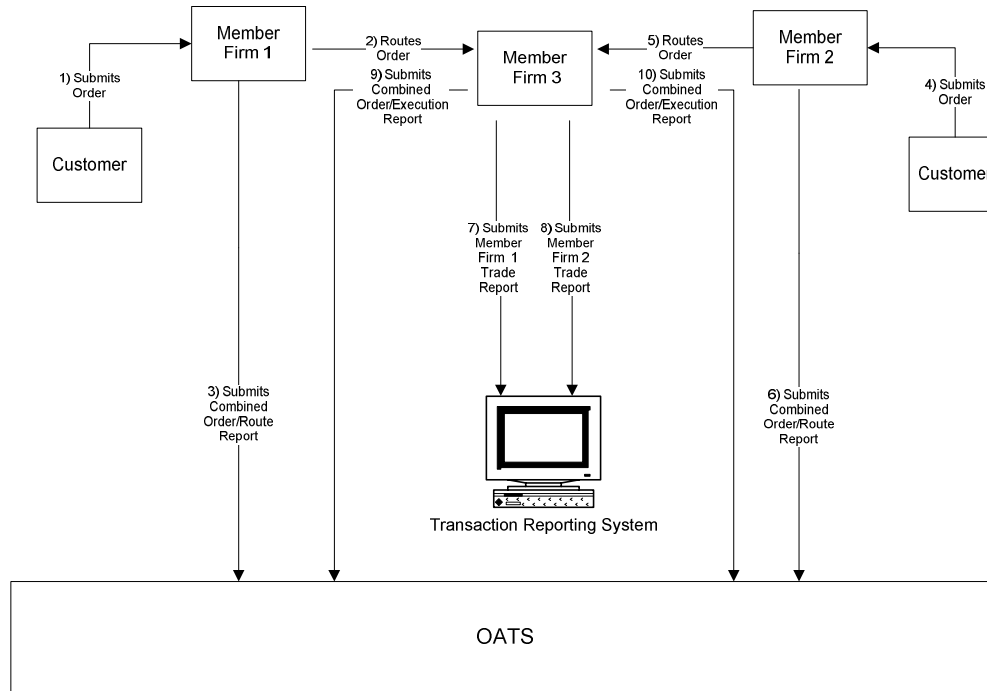 Member
Firm 1
2) Routes
Order
Member
Firm 3
5) Routes
Order
Member
Firm 2
1) Submits
Order
9) Submits
Combined
Order/Execution
Report
10) Submits
Combined
Order/Execution
Report
4) Submits
Order
Customer
Customer
7) Submits
Member
Firm 1
Trade
Report
8) Submits
Member
Firm 2
Trade
Report
3) Submits
Combined
Order/Route
Report
6) Submits
Combined
Order/Route
Report
Transaction Reporting System
OATS